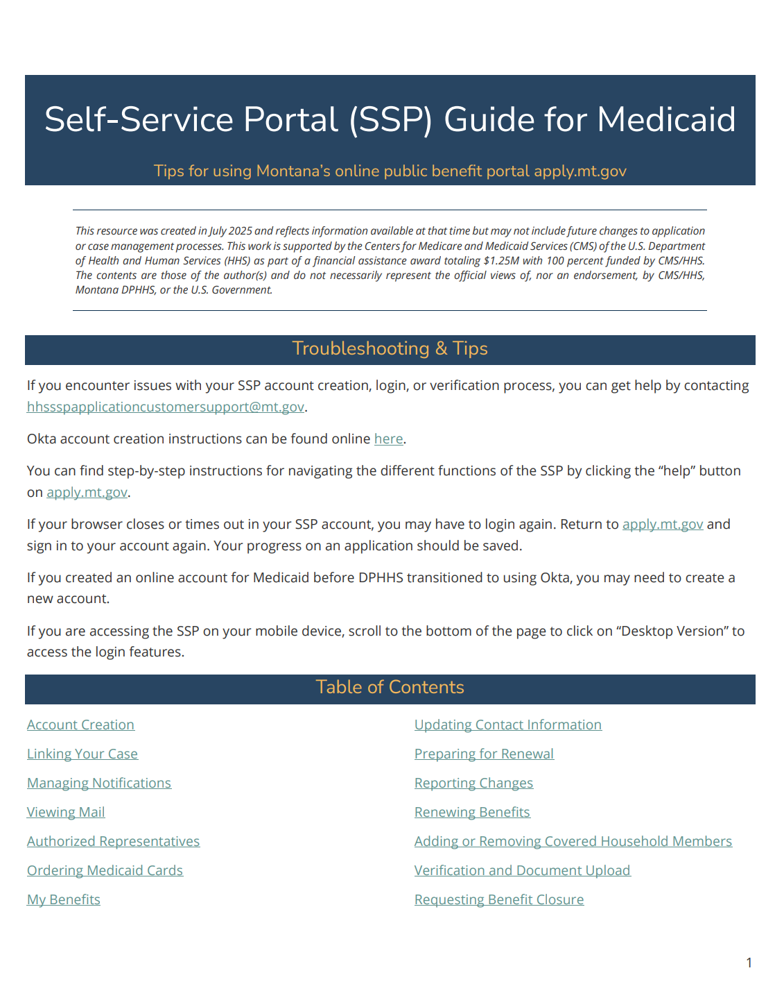 Self-Service Portal (SSP) Guide for Medicaid
Tips for using Montana’s online public benefit portal apply.mt.gov
This resource was created in July 2025 and reflects information available at that time but may not include future changes to application
or case management processes. This work is supported by the Centers for Medicare and Medicaid Services (CMS) of the U.S. Department
of Health and Human Services (HHS) as part of a financial assistance award totaling $1.25M with 100 percent funded by CMS/HHS.
The contents are those of the author(s) and do not necessarily represent the official views of, nor an endorsement, by CMS/HHS,
Montana DPHHS, or the U.S. Government.
Troubleshooting & Tips
If you encounter issues with your SSP account creation, login, or verification process, you can get help by contacting
hhssspapplicationcustomersupport@mt.gov.
Okta account creation instructions can be found online here.
You can find step-by-step instructions for navigating the different functions of the SSP by clicking the “help” button
on apply.mt.gov.
If your browser closes or times out in your SSP account, you may have to login again. Return to apply.mt.gov and
sign in to your account again. Your progress on an application should be saved.
If you created an online account for Medicaid before DPHHS transitioned to using Okta, you may need to create a
new account.
If you are accessing the SSP on your mobile device, scroll to the bottom of the page to click on “Desktop Version” to
access the login features.
Table of Contents
Account Creation
Linking Your Case
Managing Notifications
Viewing Mail
Authorized Representatives
Ordering Medicaid Cards
My Benefits
Updating Contact Information
Preparing for Renewal
Reporting Changes
Renewing Benefits
Adding or Removing Covered Household Members
Verification and Document Upload
Requesting Benefit Closure
1